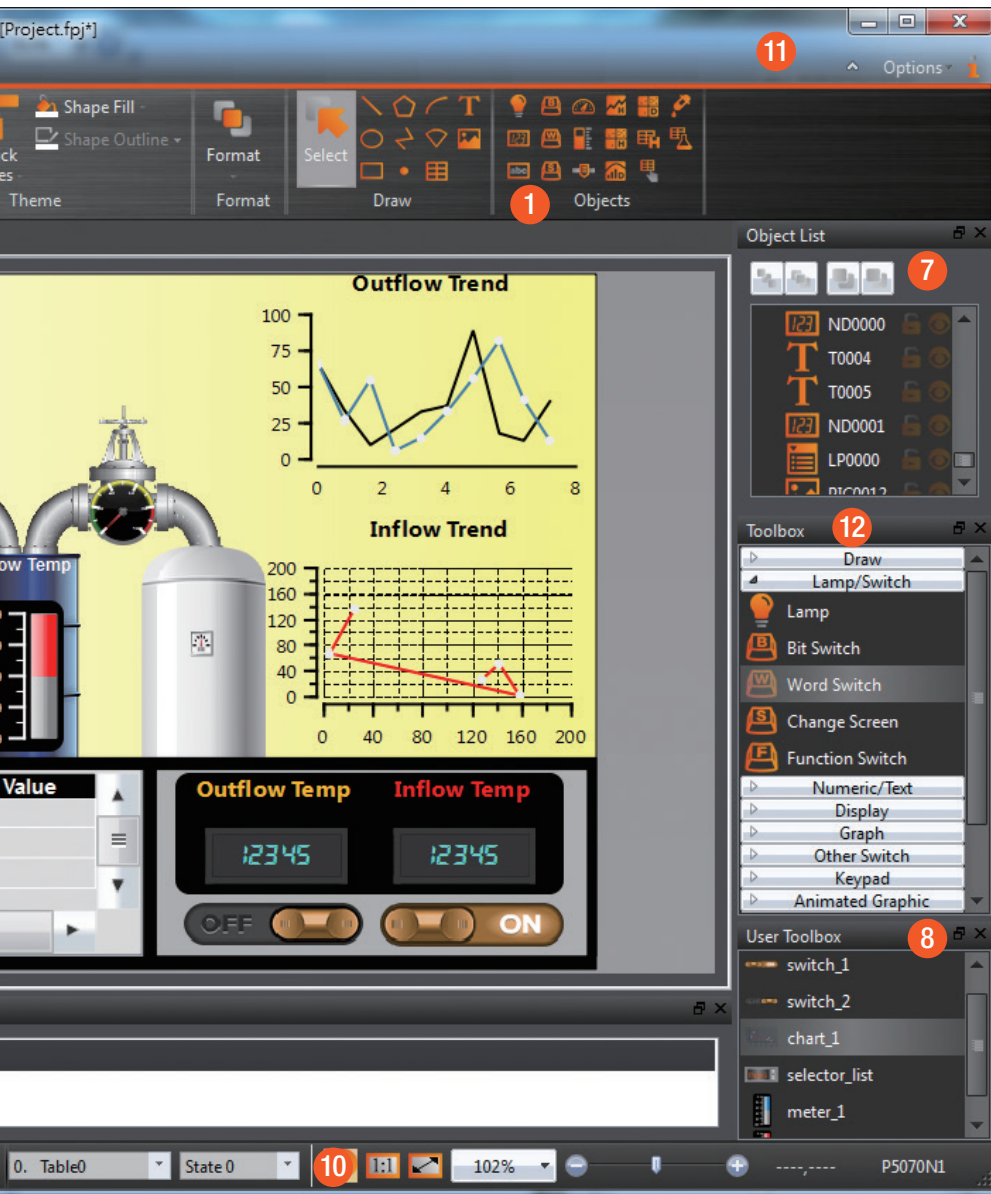 [Project.fpj*]
11
Options
Shape Fill
Shape Outline
ck
es
Theme
Format
Format
Select
T
Draw
123
abc
B
W
S
H
D
1
Objects
Object List
7
123 ND0000
T T0004
T T0005
123 ND0001
LP0000
PIC0012
Outflow Trend
100
75
50
25
0
0 2 4 6 8
Inflow Trend
200
160
120
80
40
0
0 40 80 120 160 200
ow Temp
Toolbox
12
Draw
Lamp/Switch
Lamp
B Bit Switch
W Word Switch
S Change Screen
F Function Switch
Numeric/Text
Display
Graph
Other Switch
Keypad
Animated Graphic
Value
Outflow Temp Inflow Temp
12345 12345
OFF ON
User Toolbox
8
switch_1
switch_2
chart_1
selector_list
meter_1
0. Table0
State 0
10
1:1
102%
----,----
P5070N1